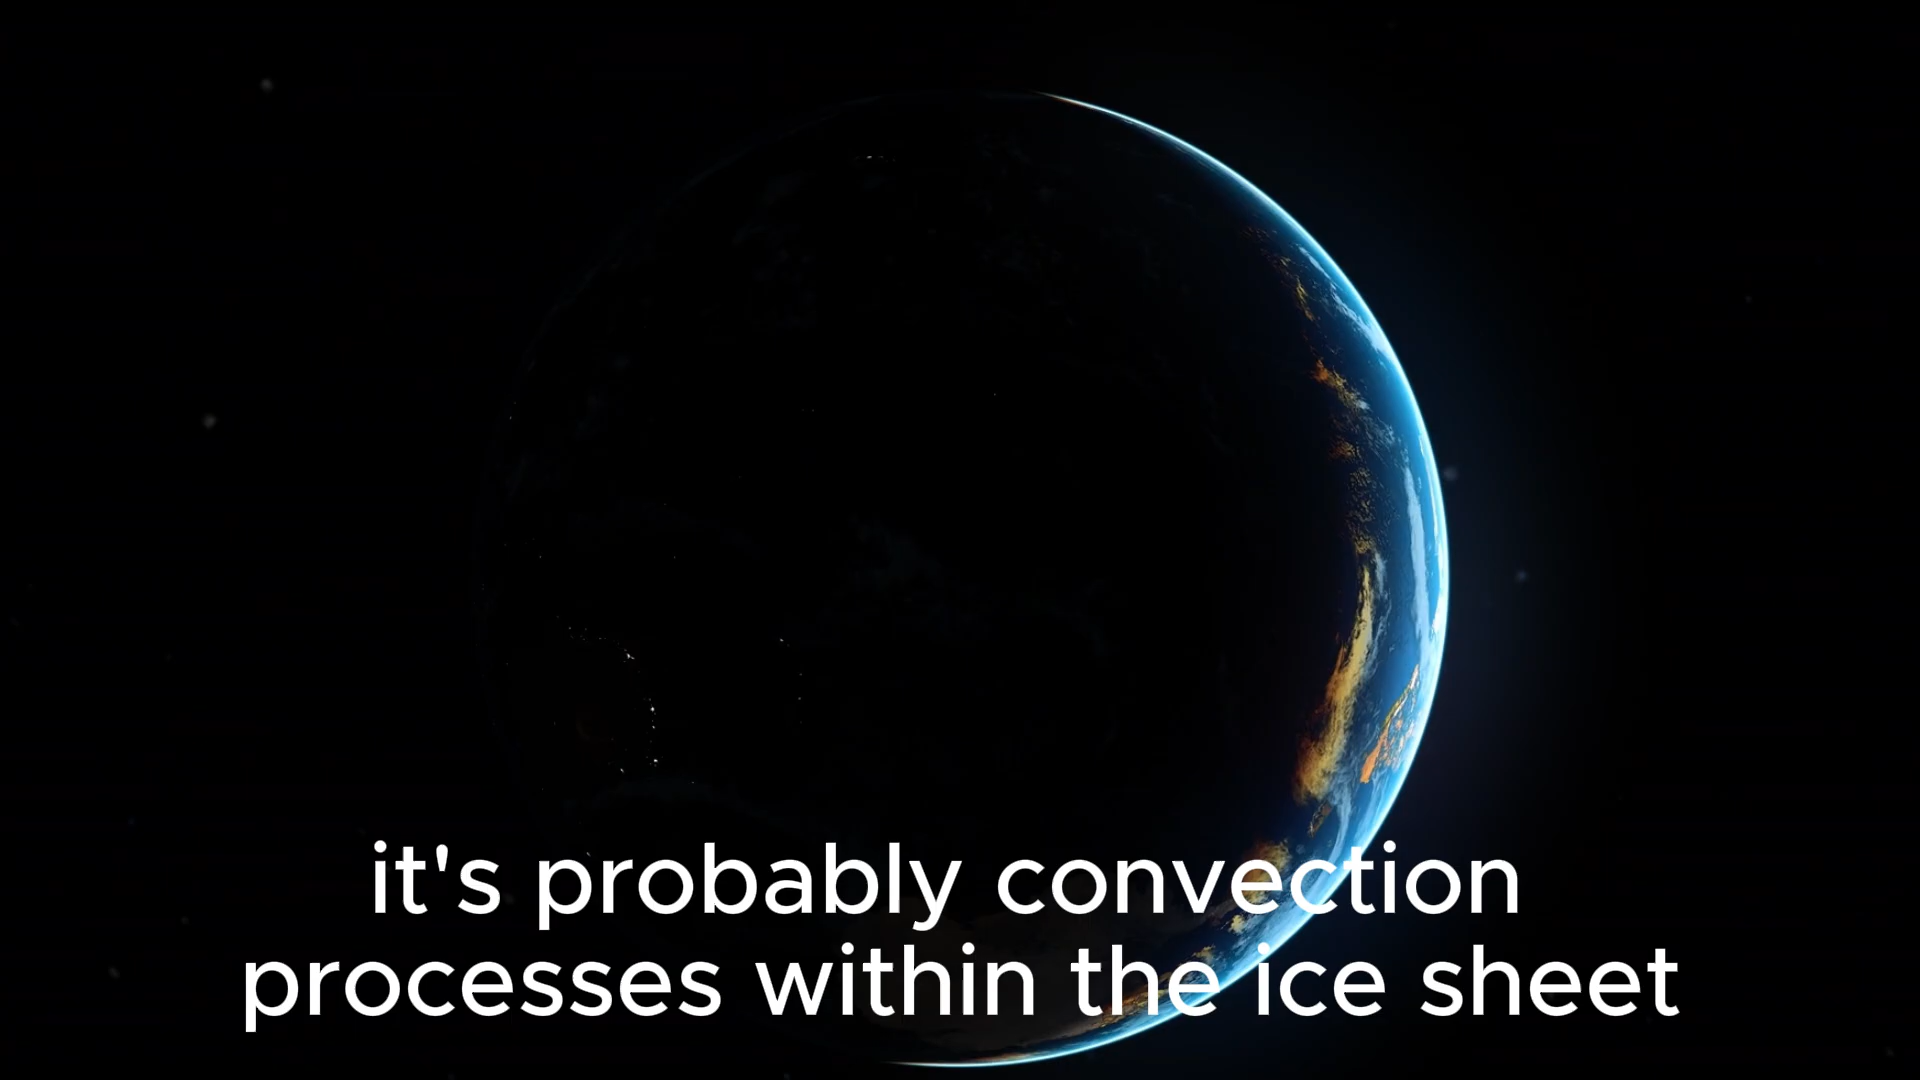 it's probably convection
processes within the ice sheet